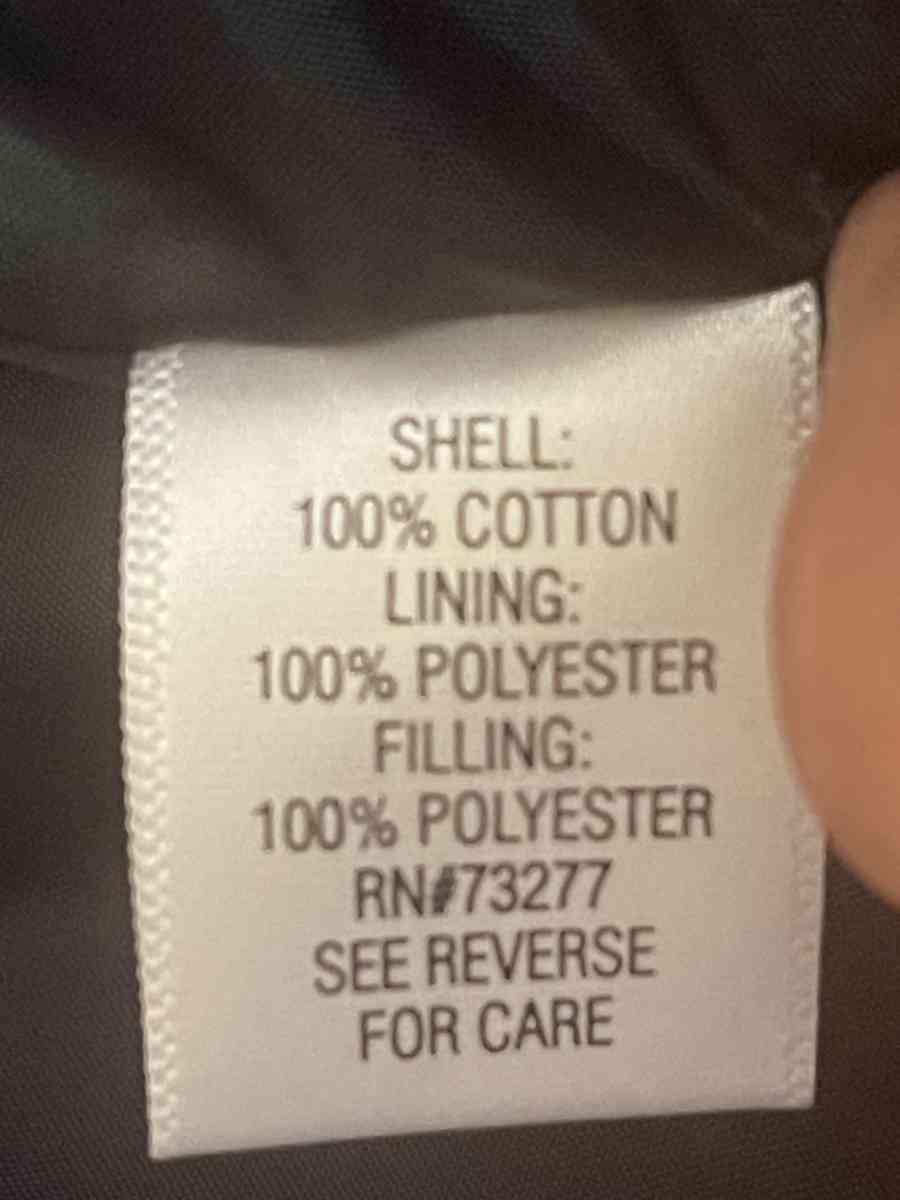 SHELL:
100% COTTON
LINING:
100% POLYESTER
FILLING:
100% POLYESTER
RN#73277
SEE REVERSE
FOR CARE